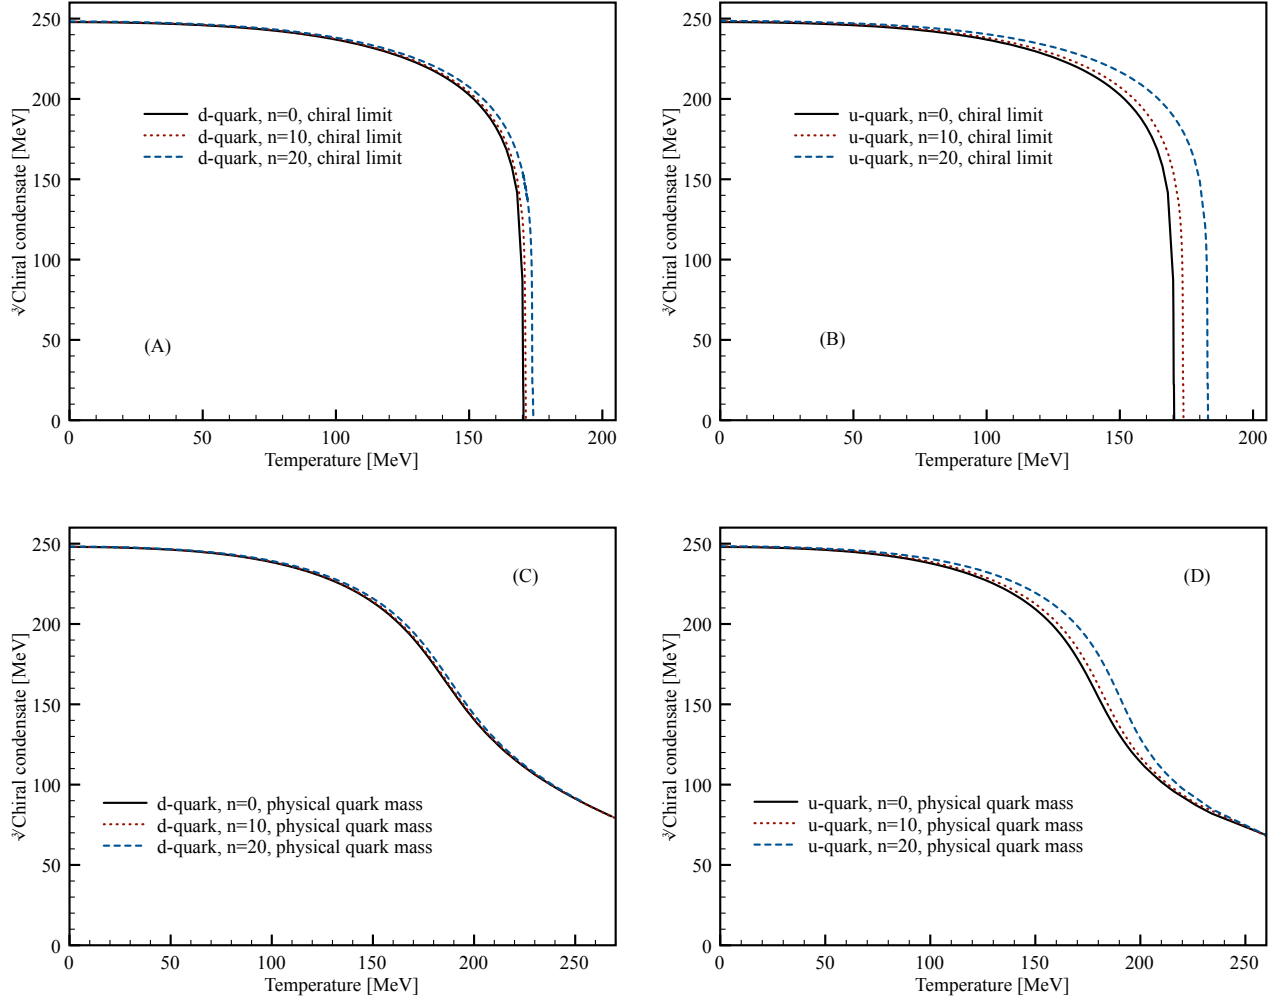 250
200
150
100
50
0
∛Chiral condensate [MeV]
d-quark, n=0, chiral limit
d-quark, n=10, chiral limit
d-quark, n=20, chiral limit
(A)
0 50 100 150 200
Temperature [MeV]
250
200
150
100
50
0
∛Chiral condensate [MeV]
u-quark, n=0, chiral limit
u-quark, n=10, chiral limit
u-quark, n=20, chiral limit
(B)
0 50 100 150 200
Temperature [MeV]
250
200
150
100
50
0
∛Chiral condensate [MeV]
(C)
d-quark, n=0, physical quark mass
d-quark, n=10, physical quark mass
d-quark, n=20, physical quark mass
0 50 100 150 200 250
Temperature [MeV]
250
200
150
100
50
0
∛Chiral condensate [MeV]
(D)
u-quark, n=0, physical quark mass
u-quark, n=10, physical quark mass
u-quark, n=20, physical quark mass
0 50 100 150 200 250
Temperature [MeV]